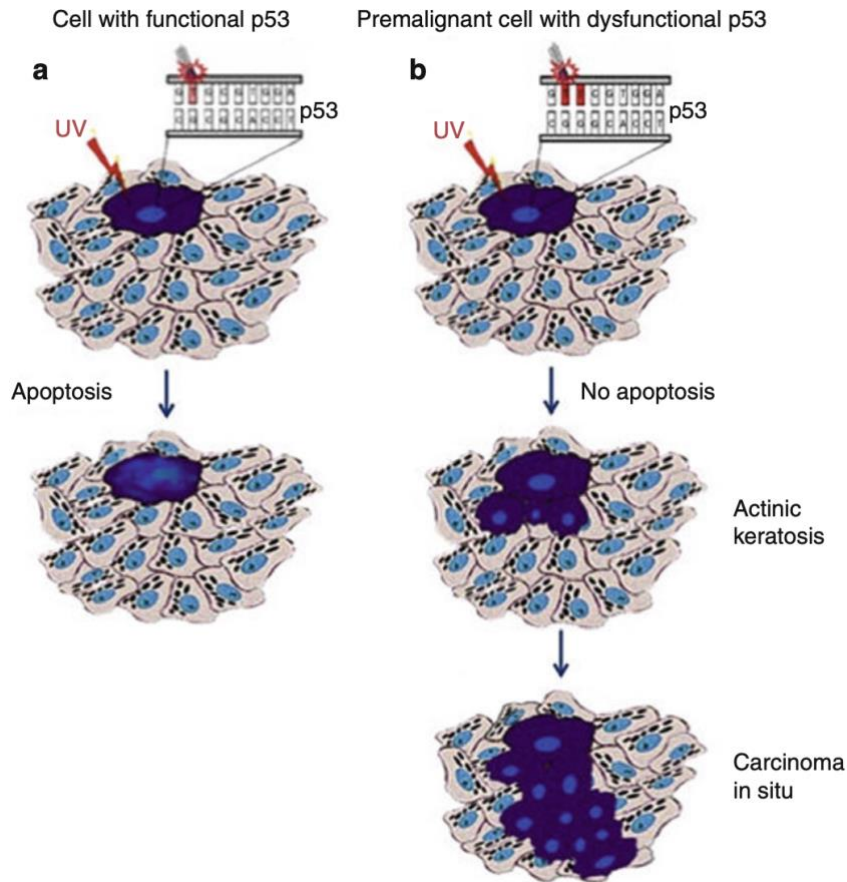 Cell with functional p53
Premalignant cell with dysfunctional p53
a
b
p53
p53
UV
UV
Apoptosis
No apoptosis
Actinic
keratosis
Carcinoma
in situ